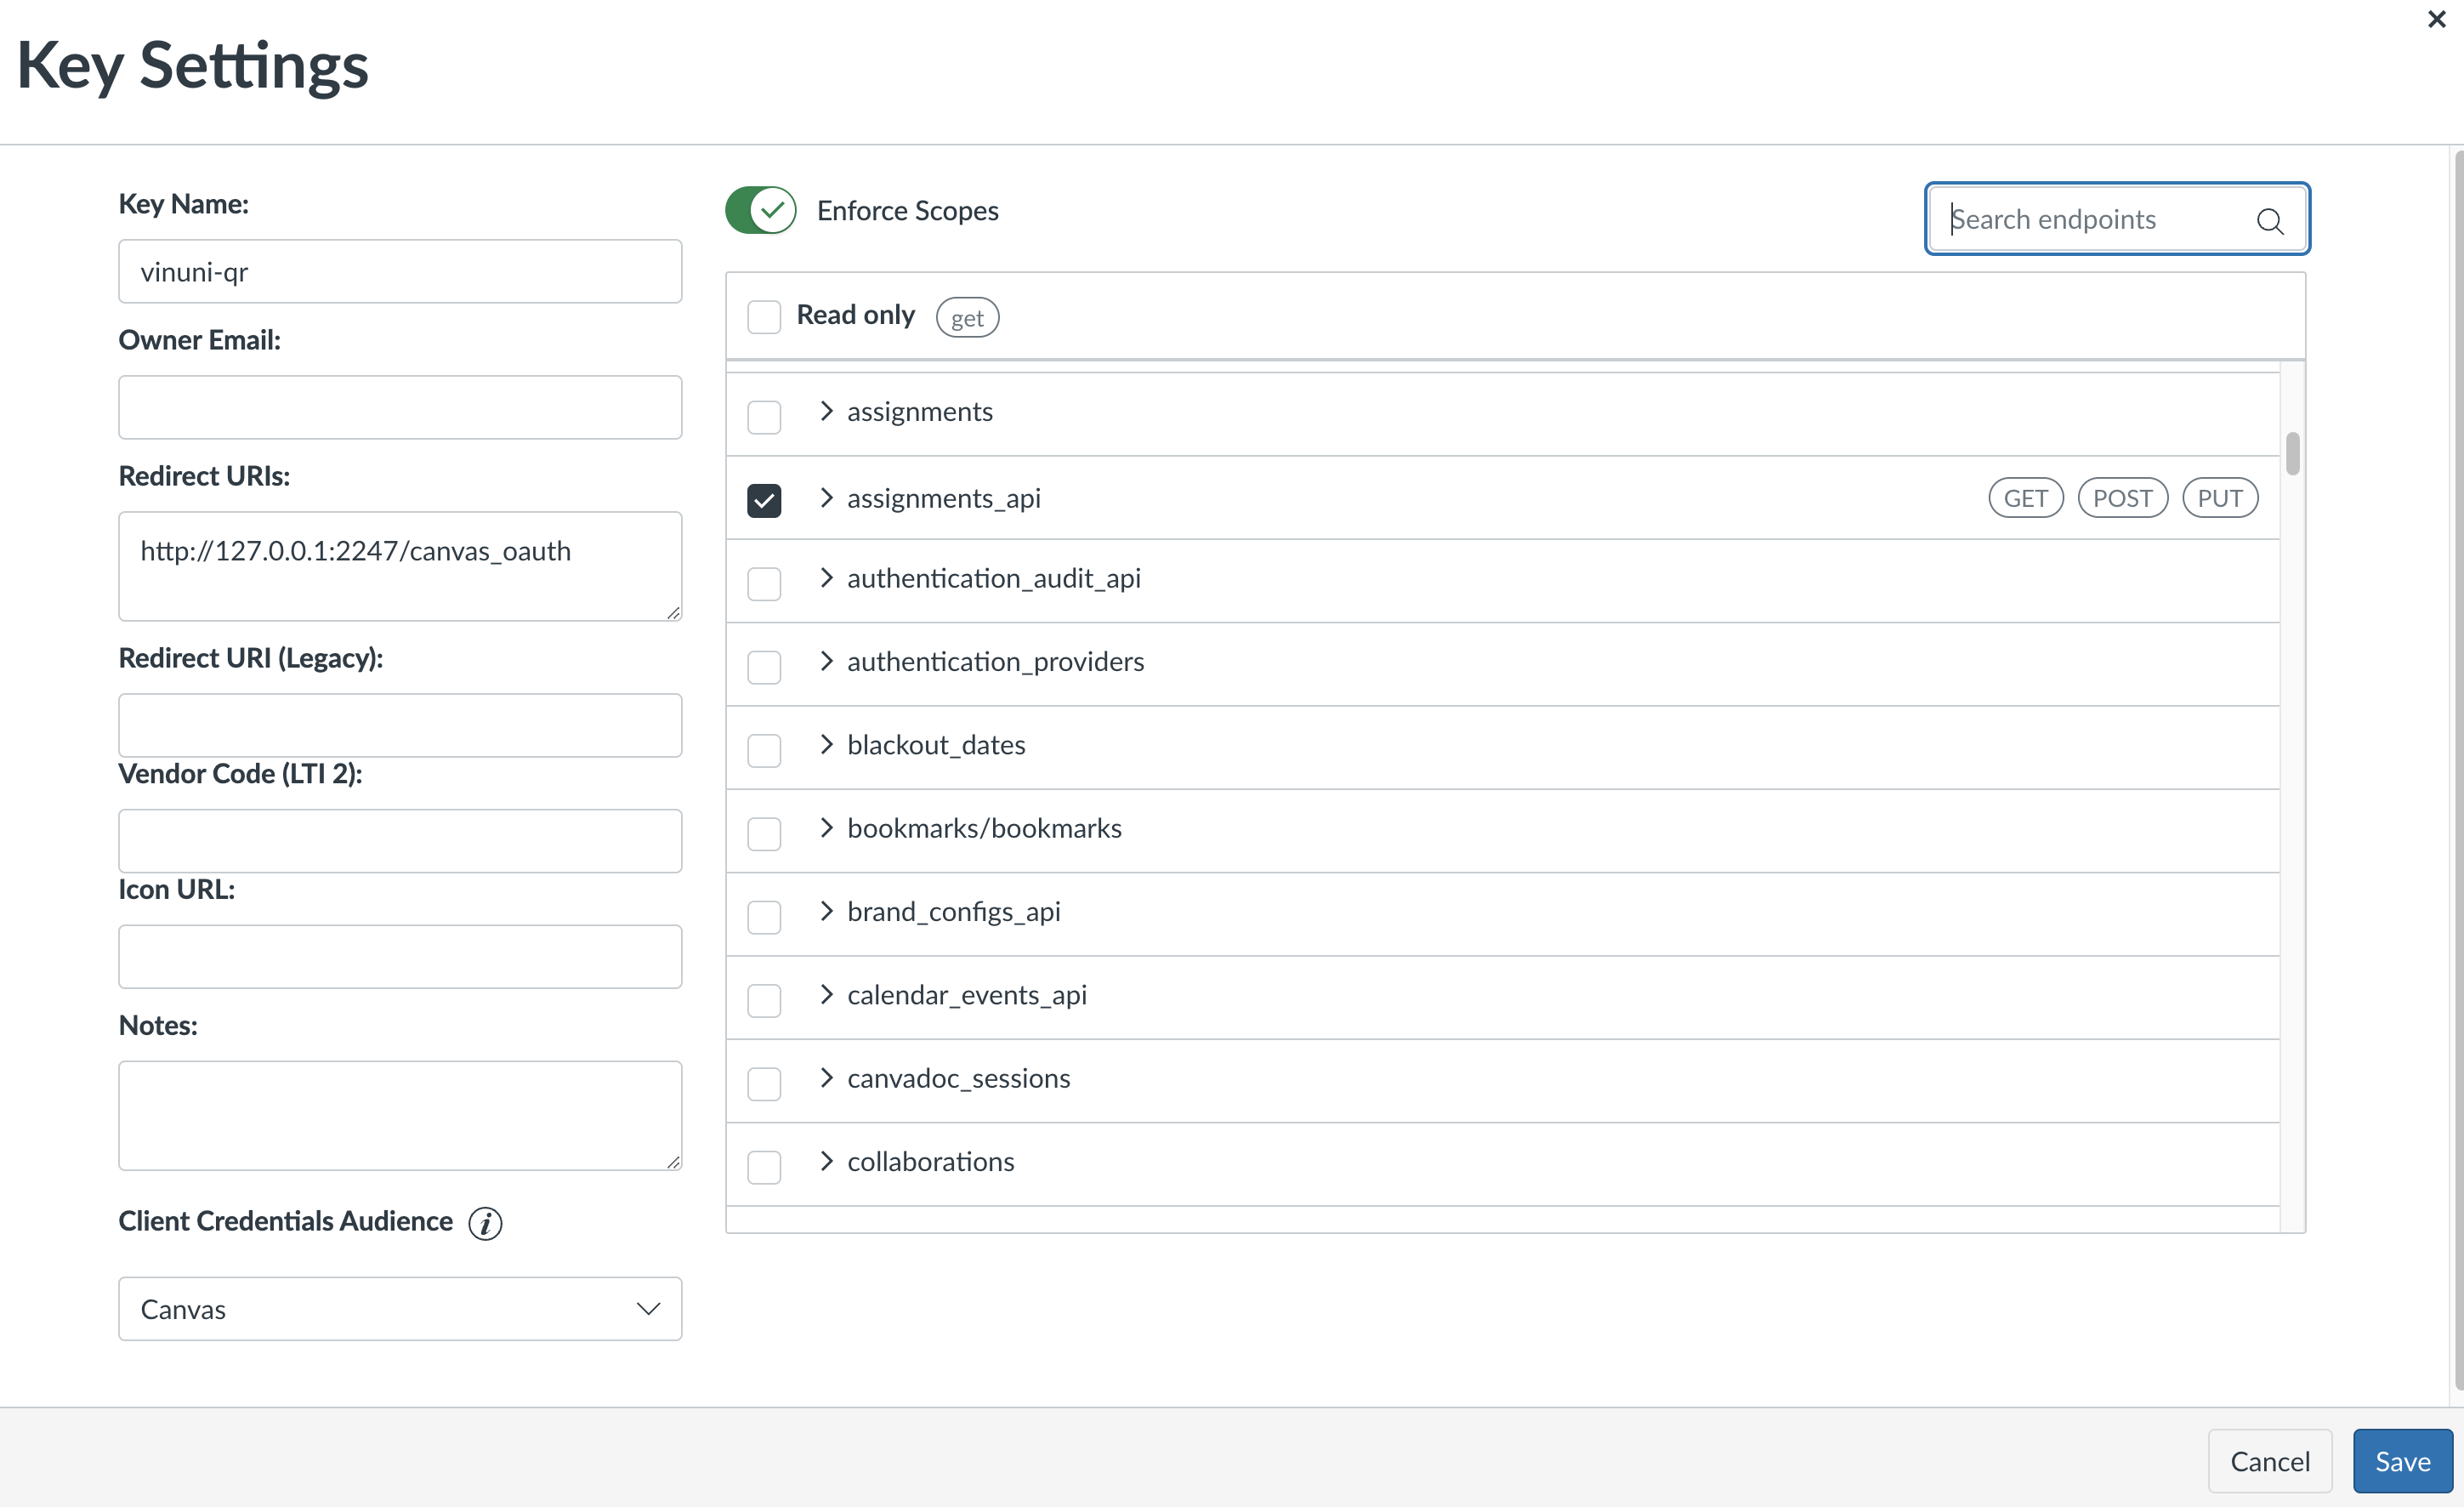 Key Settings
Key Name:
vinuni-qr
Owner Email:
Redirect URIs:
http://127.0.0.1:2247/canvas_oauth
Redirect URI (Legacy):
Vendor Code (LTI 2):
Icon URL:
Notes:
Client Credentials Audience
Canvas
Enforce Scopes
Search endpoints
Read only get
assignments
assignments_api GET POST PUT
authentication_audit_api
authentication_providers
blackout_dates
bookmarks/bookmarks
brand_configs_api
calendar_events_api
canvadoc_sessions
collaborations
Cancel Save